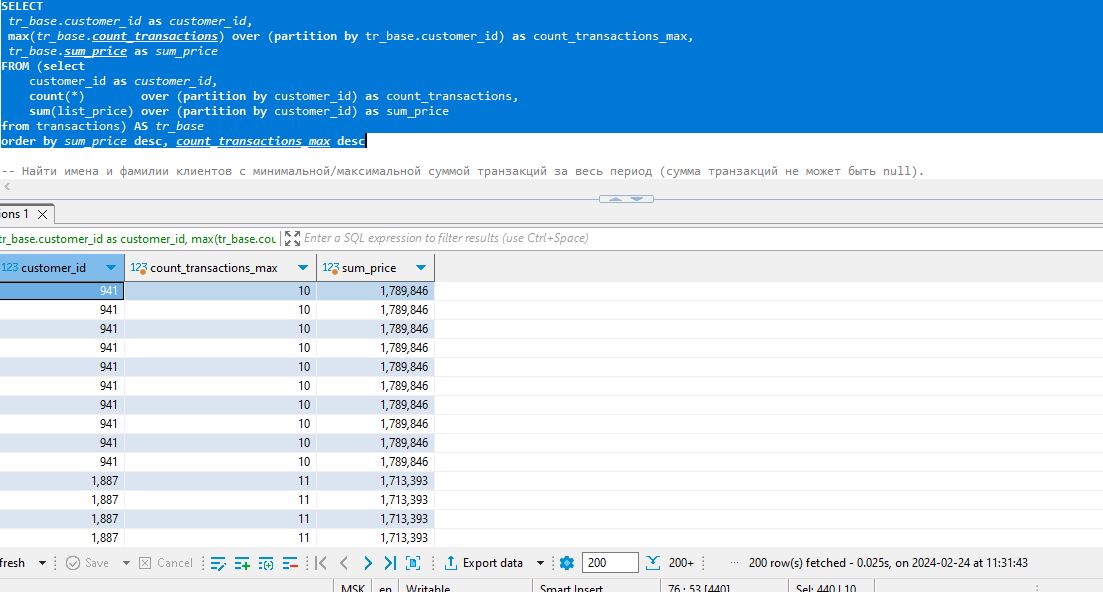 SELECT
tr_base.customer_id as customer_id,
max(tr_base.count_transactions) over (partition by tr_base.customer_id) as count_transactions_max,
tr_base.sum_price as sum_price
FROM (select
customer_id as customer_id,
count(*) over (partition by customer_id) as count_transactions,
sum(list_price) over (partition by customer_id) as sum_price
from transactions) AS tr_base
order by sum_price desc, count_transactions_max desc
-- Найти имена и фамилии клиентов с минимальной/максимальной суммой транзакций за весь период (сумма транзакций не может быть null).
ions 1
tr_base.customer_id as customer_id, max(tr_base.cou Enter a SQL expression to filter results (use Ctrl+Space)
123 customer_id 123 count_transactions_max 123 sum_price
941 10 1,789,846
941 10 1,789,846
941 10 1,789,846
941 10 1,789,846
941 10 1,789,846
941 10 1,789,846
941 10 1,789,846
941 10 1,789,846
941 10 1,789,846
941 10 1,789,846
1,887 11 1,713,393
1,887 11 1,713,393
1,887 11 1,713,393
1,887 11 1,713,393
fresh Save Cancel Export data 200 200+ ... 200 row(s) fetched - 0.025s, on 2024-02-24 at 11:31:43
MSK en Writable Smart Insert 76 : 53 [440] Sel: 440 | 10